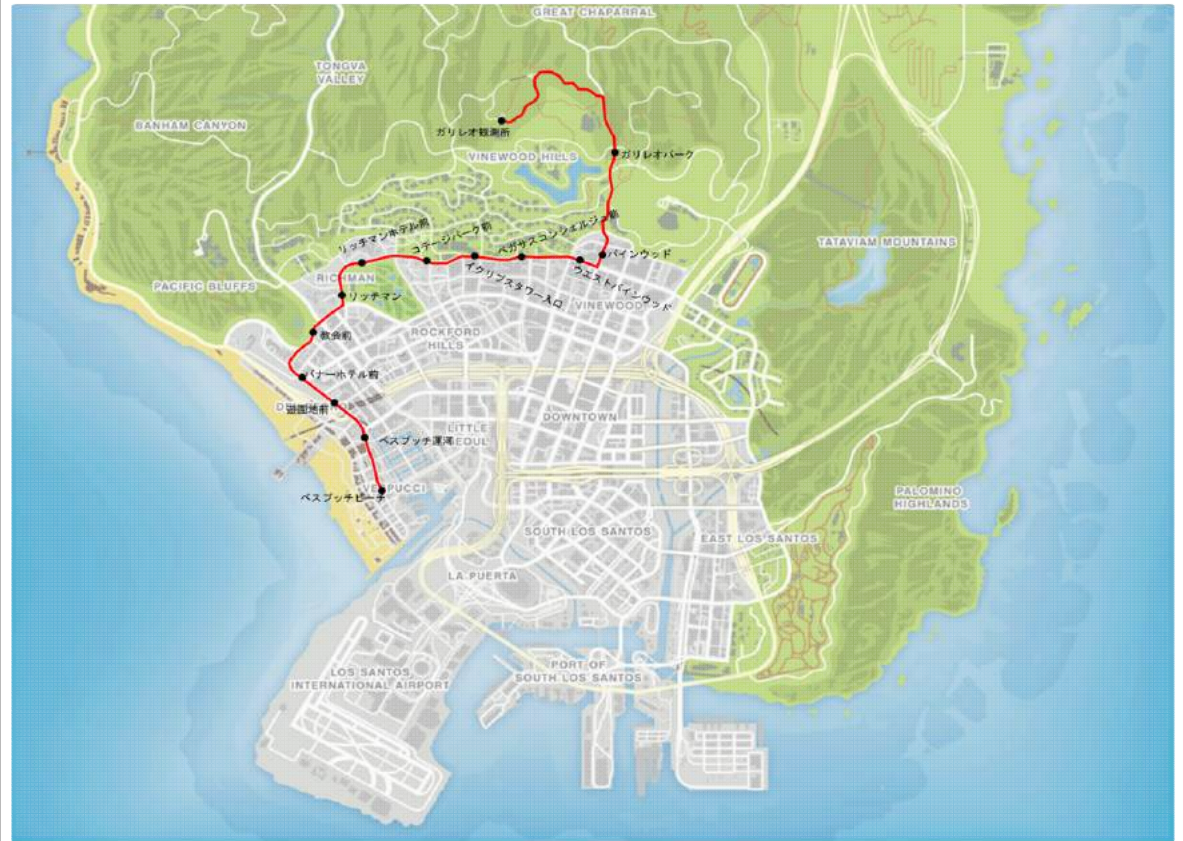 GREAT CHAPARRAL
TONGVA
VALLEY
BANHAM CANYON
ガリレオ観測所
VINEWOOD HILLS
ガリレオパーク
リッチマンホテル前
コテージパーク前
ペガサスコンシェルジュ前
バインウッド
TATAVIAM MOUNTAINS
イクリプスタワー入口
ウエストバインウッド
RICHMAN
PACIFIC BLUFFS
リッチマン
VINEWOOD
教会前
ROCKFORD
HILLS
バナーホテル前
遊園地前
DOWNTOWN
LITTLE
SEOUL
ベスプッチ運河
VESPUCCI
ベスプッチビーチ
PALOMINO
HIGHLANDS
SOUTH LOS SANTOS
EAST LOS SANTOS
LA PUERTA
LOS SANTOS
INTERNATIONAL AIRPORT
PORT OF
SOUTH LOS SANTOS